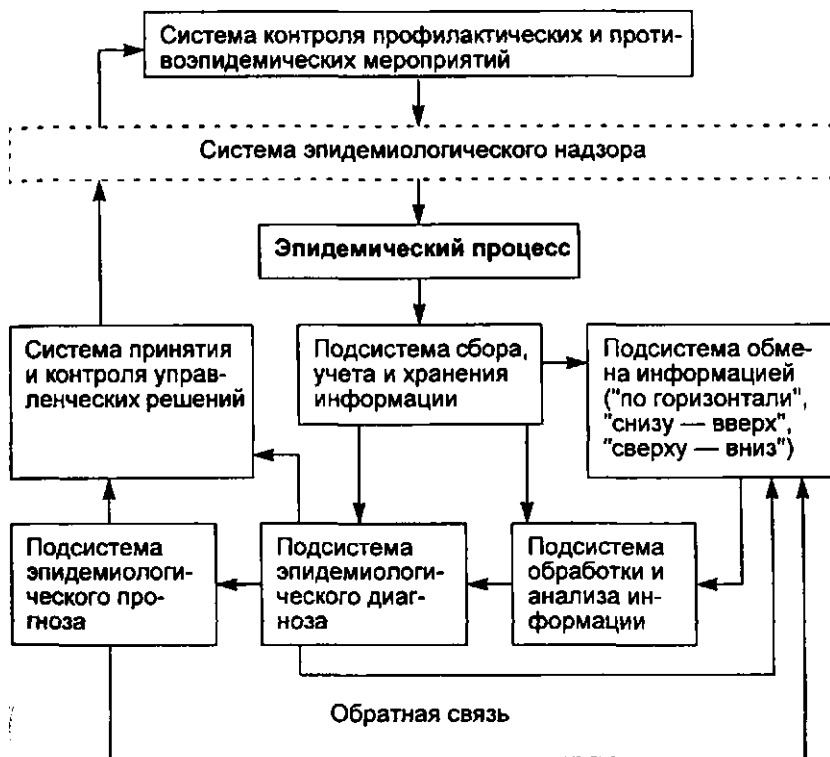 Система контроля профилактических и проти-
воэпидемических мероприятий
Система эпидемиологического надзора
Эпидемический процесс
Система принятия
и контроля управ-
ленческих решений
Подсистема сбора,
учета и хранения
информации
Подсистема обме-
на информацией
("по горизонтали",
"снизу — вверх",
"сверху — вниз")
Подсистема
эпидемиологи-
ческого про-
гноза
Подсистема
эпидемиологи-
ческого диаг-
ноза
Подсистема
обработки и
анализа ин-
формации
Обратная связь